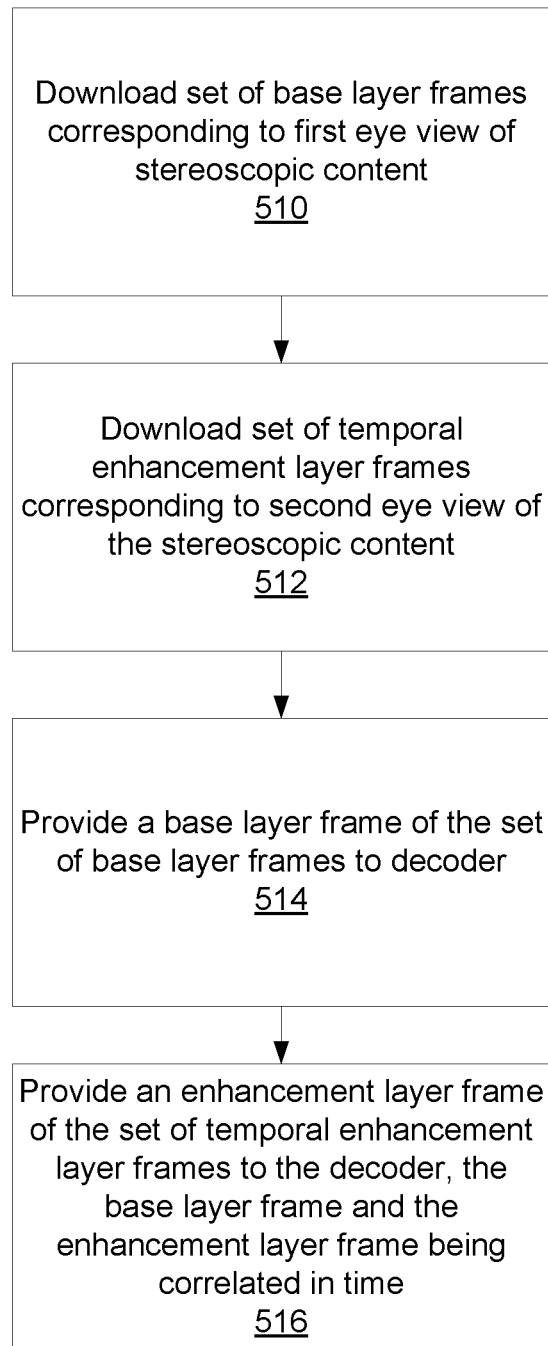 Download set of base layer frames
corresponding to first eye view of
stereoscopic content
510
Download set of temporal
enhancement layer frames
corresponding to second eye view of
the stereoscopic content
512
Provide a base layer frame of the set
of base layer frames to decoder
514
Provide an enhancement layer frame
of the set of temporal enhancement
layer frames to the decoder, the
base layer frame and the
enhancement layer frame being
correlated in time
516